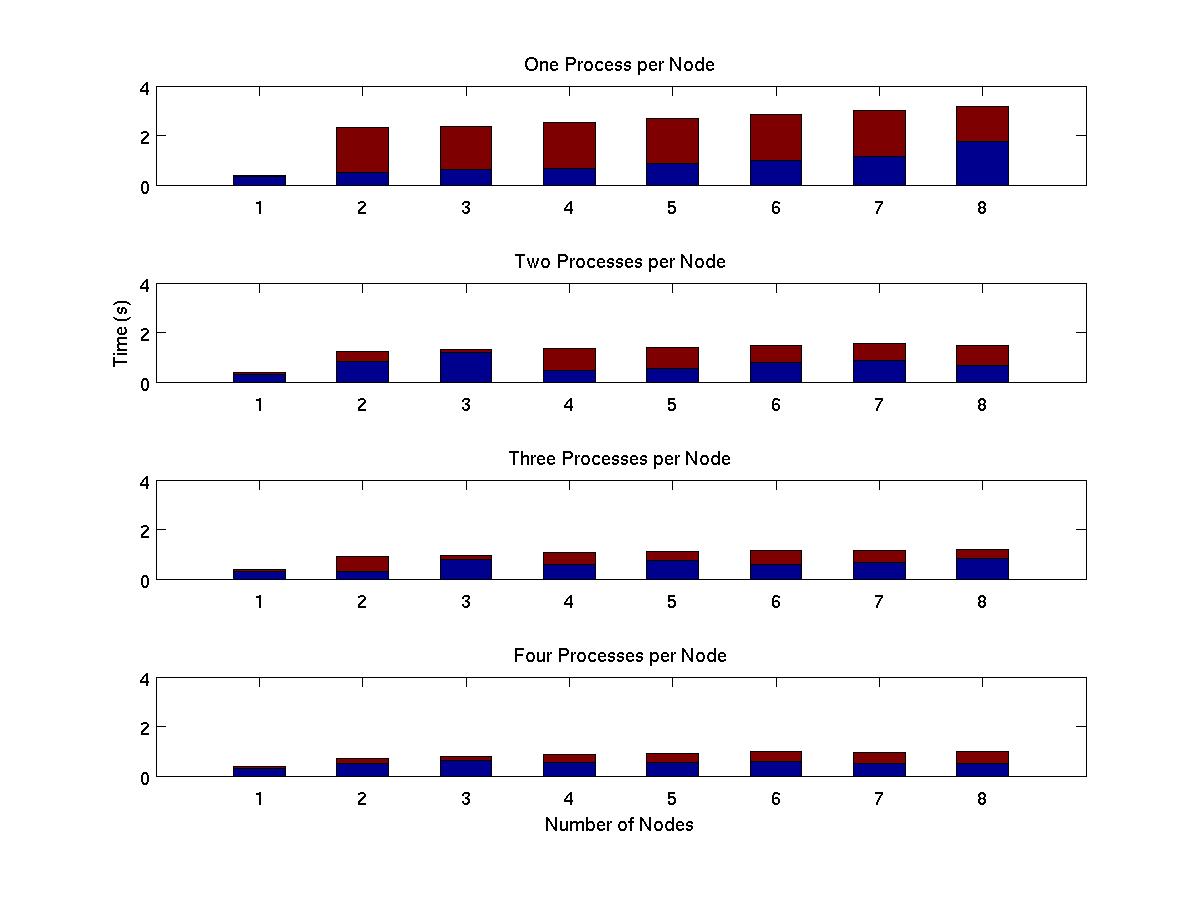 One Process per Node
4
2
0
1 2 3 4 5 6 7 8
Two Processes per Node
4
2
0
1 2 3 4 5 6 7 8
Time (s)
Three Processes per Node
4
2
0
1 2 3 4 5 6 7 8
Four Processes per Node
4
2
0
1 2 3 4 5 6 7 8
Number of Nodes